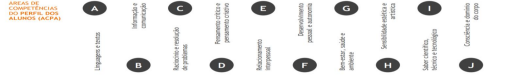 ÁREAS DE
COMPETÊNCIAS
DO PERFIL DOS
ALUNOS (ACPA)
A
Linguagens e textos
B
Informação e
comunicação
C
Raciocínio e resolução
de problemas
D
Pensamento crítico e
pensamento criativo
E
Relacionamento
interpessoal
F
Desenvolvimento
pessoal e autonomia
G
Bem-estar, saúde e
ambiente
H
Sensibilidade estética e
artística
I
Saber científico,
técnico e tecnológico
J
Consciência e domínio
do corpo